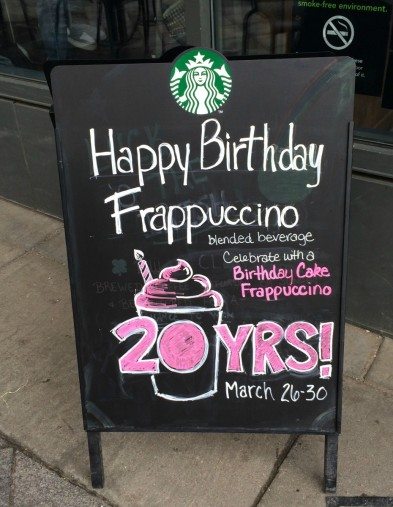 smoke-free environment.
Happy Birthday
Frappuccino
blended beverage
Celebrate with a
Birthday Cake
Frappuccino
20 YRS!
March 26-30